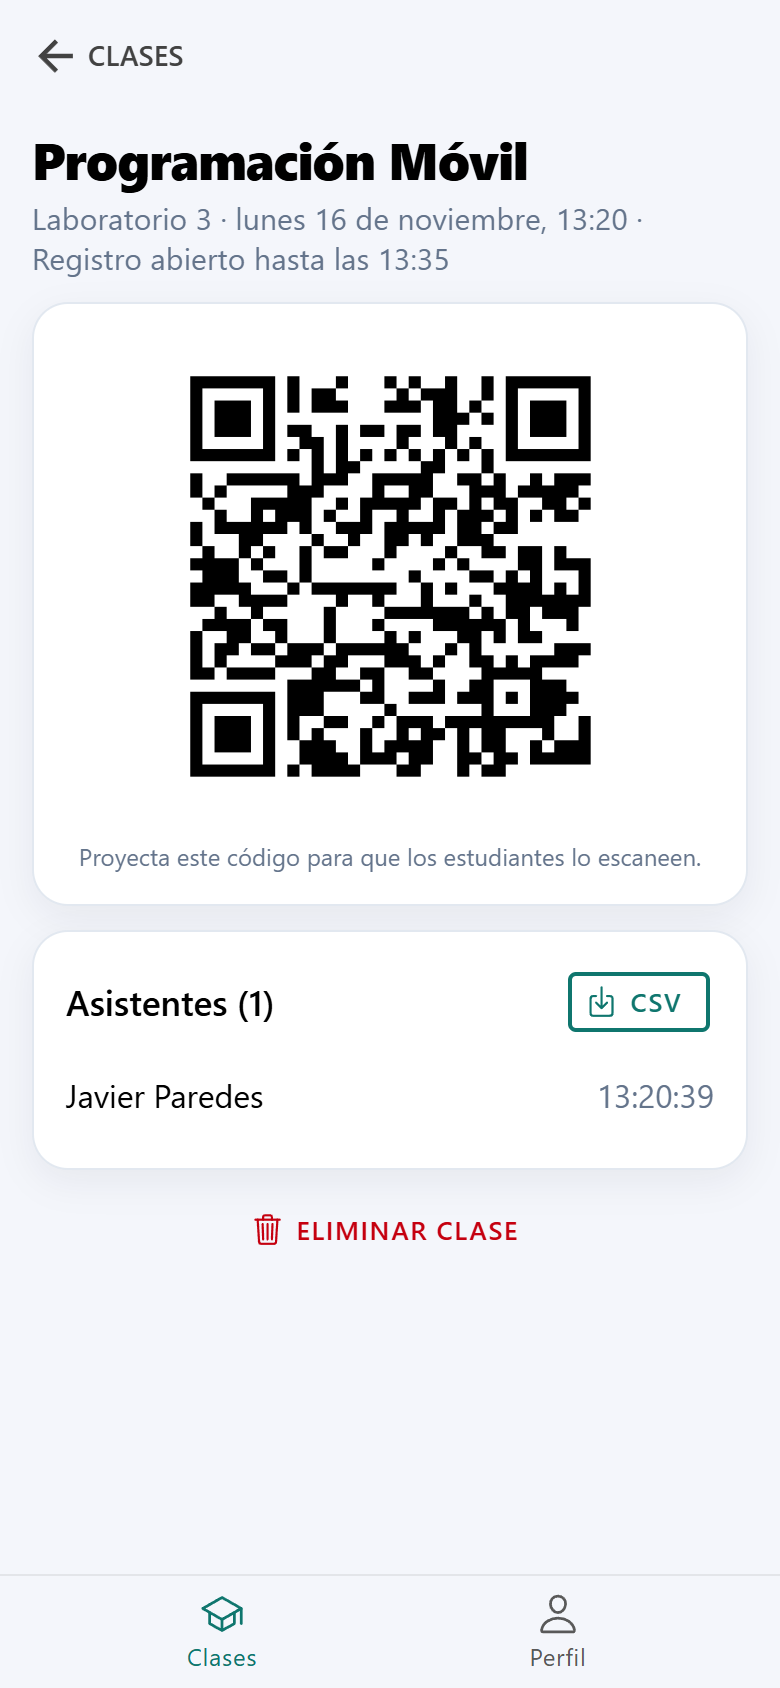 CLASES
Programación Móvil
Laboratorio 3 · lunes 16 de noviembre, 13:20 ·
Registro abierto hasta las 13:35
Proyecta este código para que los estudiantes lo escaneen.
Asistentes (1)
CSV
Javier Paredes
13:20:39
ELIMINAR CLASE
Clases
Perfil